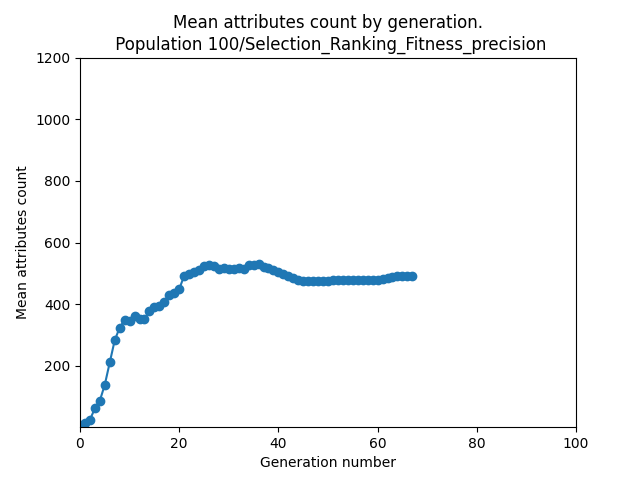 Mean attributes count by generation.
Population 100/Selection_Ranking_Fitness_precision
1200
1000
800
600
400
200
Mean attributes count
0 20 40 60 80 100
Generation number